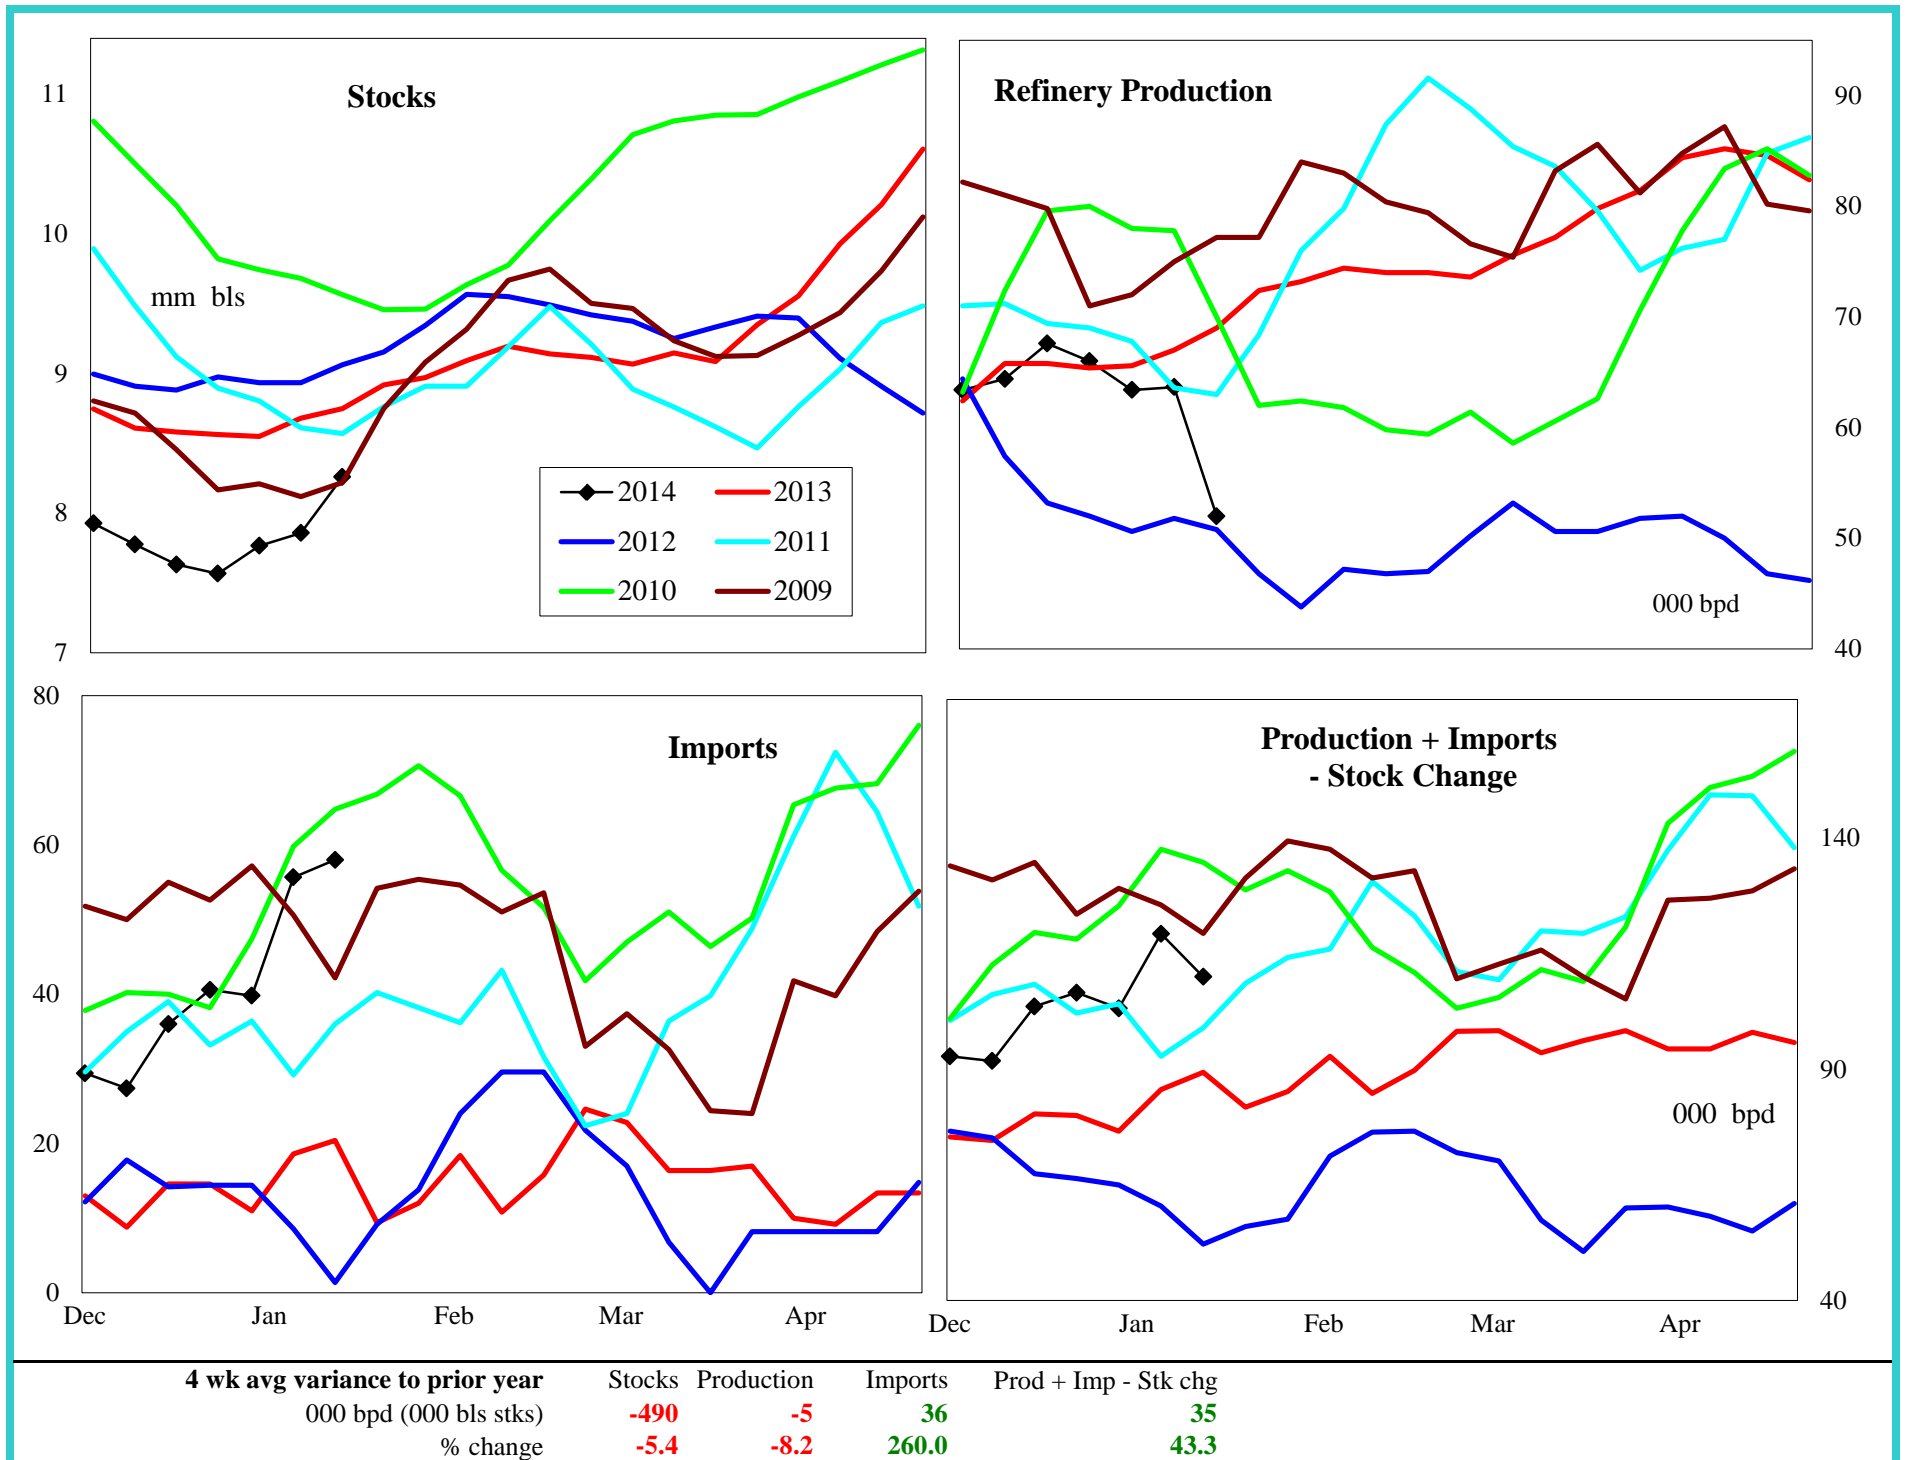 Stocks
mm bls
11
10
9
8
7
2014 2013
2012 2011
2010 2009
Refinery Production
000 bpd
90
80
70
60
50
40
Imports
80
60
40
20
0
Dec Jan Feb Mar Apr
Production + Imports
- Stock Change
000 bpd
140
90
40
Dec Jan Feb Mar Apr
4 wk avg variance to prior year Stocks Production Imports Prod + Imp - Stk chg
000 bpd (000 bls stks) -490 -5 36 35
% change -5.4 -8.2 260.0 43.3